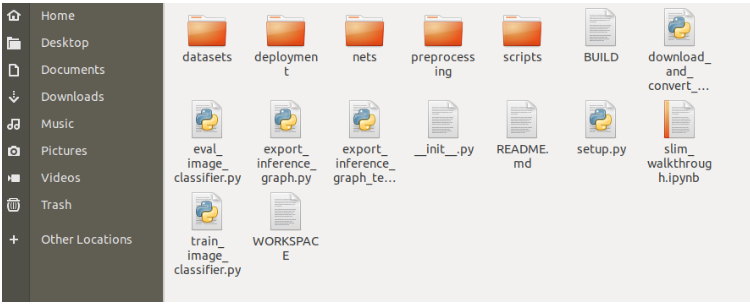 Home
Desktop
Documents
Downloads
Music
Pictures
Videos
Trash
Other Locations
datasets
deploymen
t
nets
preprocess
ing
scripts
BUILD
download_
and_
convert_...
eval_
image_
classifier.py
export_
inference_
graph.py
export_
inference_
graph_te...
__init__.py
README.
md
setup.py
slim_
walkthroug
h.ipynb
train_
image_
classifier.py
WORKSPAC
E